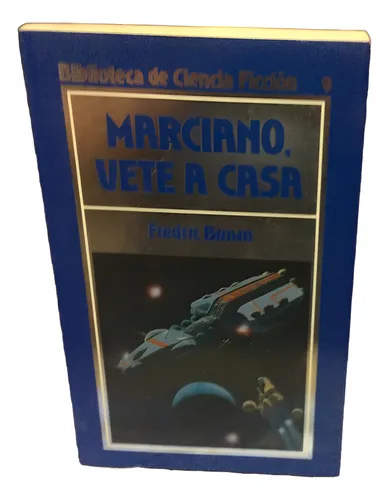 Biblioteca de Ciencia Ficción 9
MARCIANO,
VETE A CASA
Fredric Brown